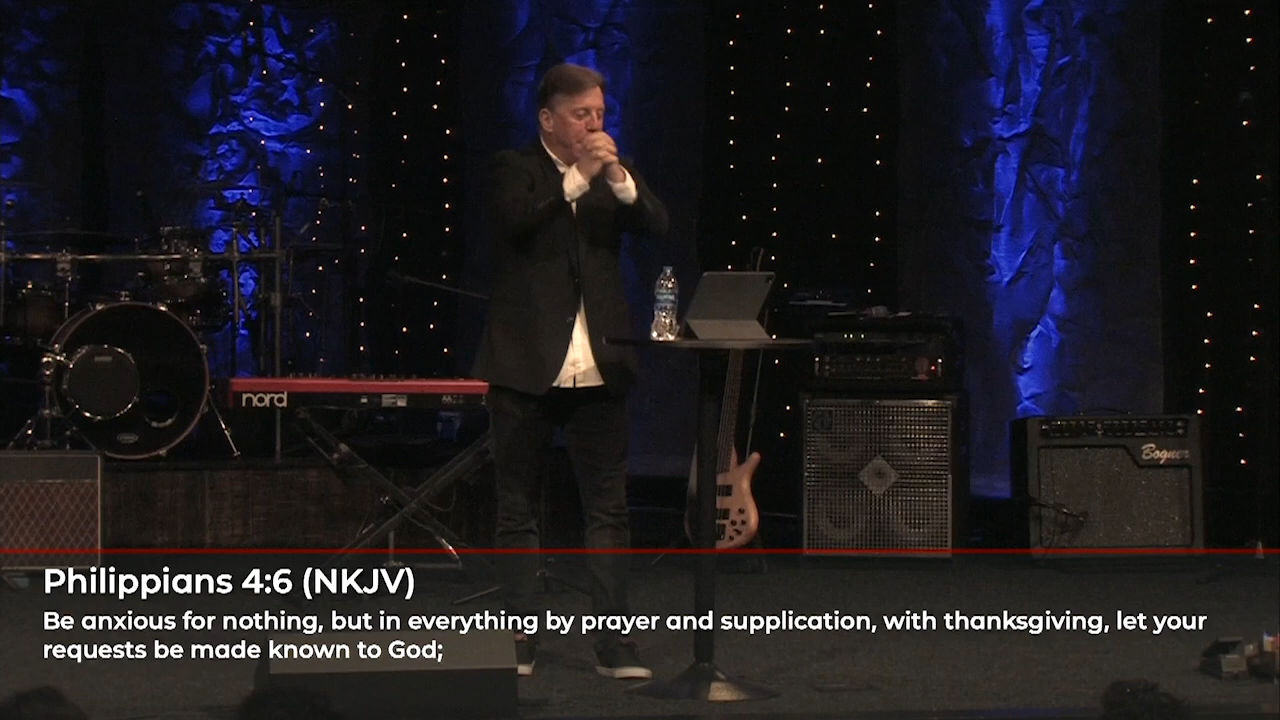 nord
Bogner
Philippians 4:6 (NKJV)
Be anxious for nothing, but in everything by prayer and supplication, with thanksgiving, let your
requests be made known to God;